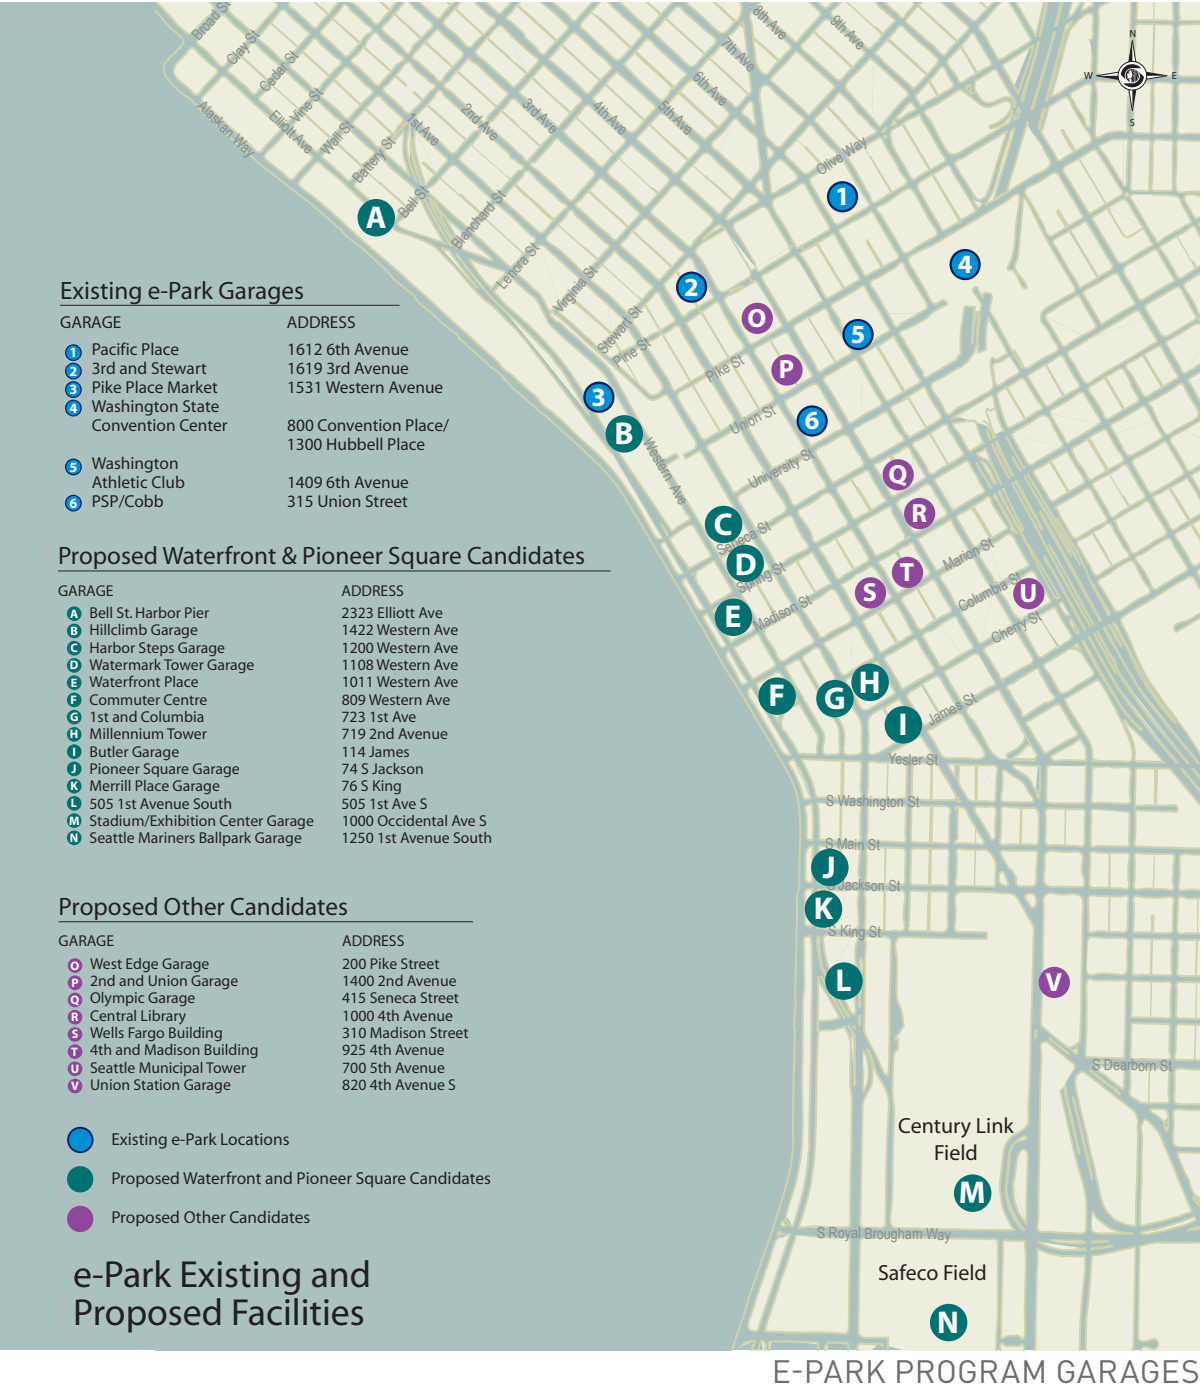 Broad St
Clay St
Cedar St
Vine St
Elliott Ave
Wall St
Alaskan Way
Battery St
1st Ave
2nd Ave
3rd Ave
4th Ave
5th Ave
6th Ave
7th Ave
8th Ave
9th Ave
N
W
E
S
Olive Way
Bell St
Blanchard St
Lenora St
Virginia St
Stewart St
Pine St
Pike St
Union St
University St
Western Ave
Seneca St
Spring St
Madison St
Marion St
Columbia St
Cherry St
James St
Yesler St
S Washington St
S Main St
S Jackson St
S King St
S Dearborn St
S Royal Brougham Way
Century Link
Field
Safeco Field
1
2
3
4
5
6
A
B
C
D
E
F
G
H
I
J
K
L
M
N
O
P
Q
R
S
T
U
V
Existing e-Park Garages
GARAGE ADDRESS
1 Pacific Place 1612 6th Avenue
2 3rd and Stewart 1619 3rd Avenue
3 Pike Place Market 1531 Western Avenue
4 Washington State
Convention Center 800 Convention Place/
1300 Hubbell Place
5 Washington
Athletic Club 1409 6th Avenue
6 PSP/Cobb 315 Union Street
Proposed Waterfront & Pioneer Square Candidates
GARAGE ADDRESS
A Bell St. Harbor Pier 2323 Elliott Ave
B Hillclimb Garage 1422 Western Ave
C Harbor Steps Garage 1200 Western Ave
D Watermark Tower Garage 1108 Western Ave
E Waterfront Place 1011 Western Ave
F Commuter Centre 809 Western Ave
G 1st and Columbia 723 1st Ave
H Millennium Tower 719 2nd Avenue
I Butler Garage 114 James
J Pioneer Square Garage 74 S Jackson
K Merrill Place Garage 76 S King
L 505 1st Avenue South 505 1st Ave S
M Stadium/Exhibition Center Garage 1000 Occidental Ave S
N Seattle Mariners Ballpark Garage 1250 1st Avenue South
Proposed Other Candidates
GARAGE ADDRESS
O West Edge Garage 200 Pike Street
P 2nd and Union Garage 1400 2nd Avenue
Q Olympic Garage 415 Seneca Street
R Central Library 1000 4th Avenue
S Wells Fargo Building 310 Madison Street
T 4th and Madison Building 925 4th Avenue
U Seattle Municipal Tower 700 5th Avenue
V Union Station Garage 820 4th Avenue S
Existing e-Park Locations
Proposed Waterfront and Pioneer Square Candidates
Proposed Other Candidates
e-Park Existing and
Proposed Facilities
E-PARK PROGRAM GARAGES